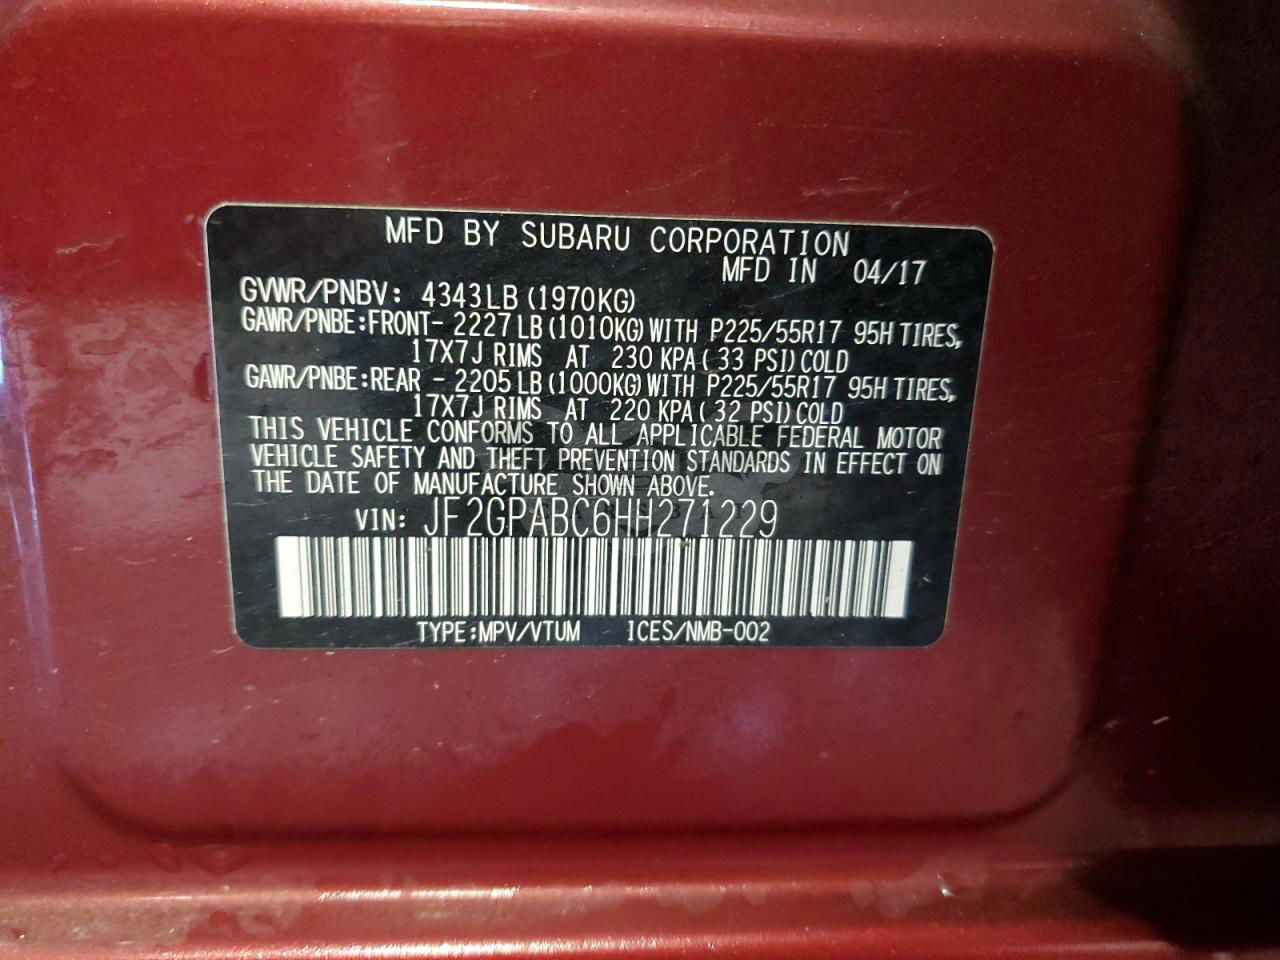 MFD BY SUBARU CORPORATION
MFD IN 04/17
GVWR/PNBV: 4343LB (1970KG)
GAWR/PNBE:FRONT- 2227 LB (1010KG) WITH P225/55R17 95H TIRES,
17X7J RIMS AT 230 KPA ( 33 PSI) COLD
GAWR/PNBE:REAR - 2205 LB (1000KG) WITH P225/55R17 95H TIRES,
17X7J RIMS AT 220 KPA ( 32 PSI) COLD
THIS VEHICLE CONFORMS TO ALL APPLICABLE FEDERAL MOTOR
VEHICLE SAFETY AND THEFT PREVENTION STANDARDS IN EFFECT ON
THE DATE OF MANUFACTURE SHOWN ABOVE.
VIN: JF2GPABC6HH271229
TYPE:MPV/VTUM ICES/NMB-002